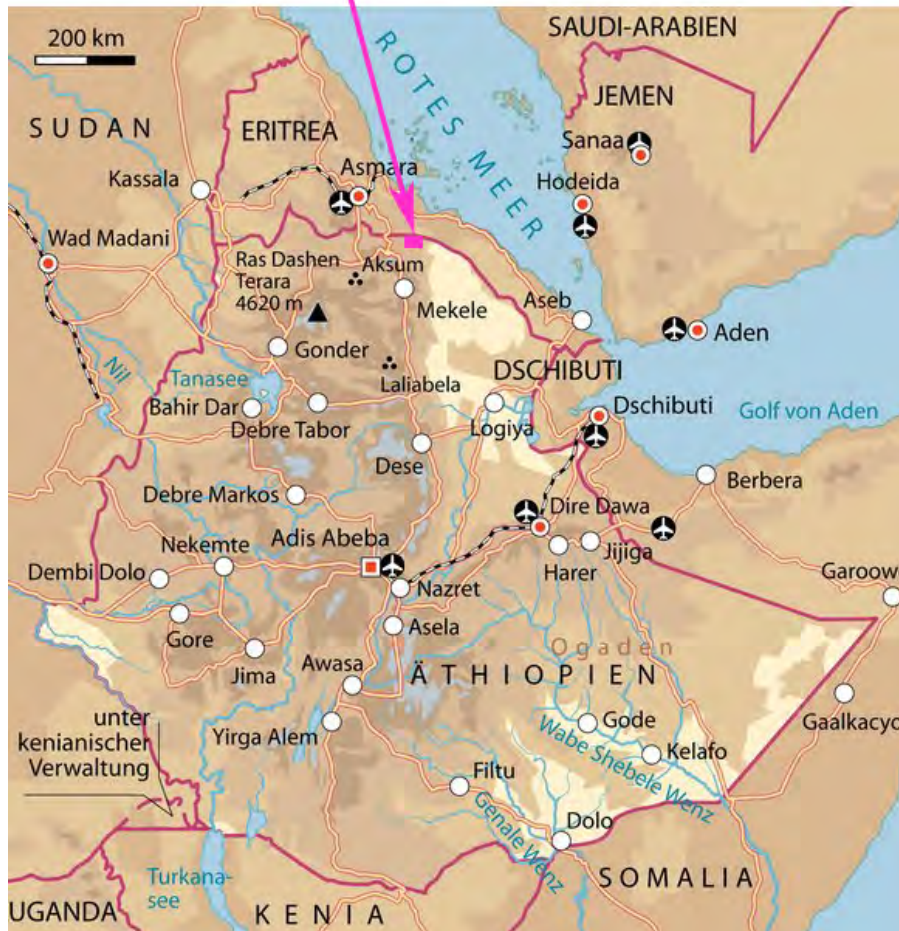 200 km
SAUDI-ARABIEN
ROTES MEER
JEMEN
SUDAN
ERITREA
Sanaa
Kassala
Asmara
Hodeida
Wad Madani
Ras Dashen
Terara
4620 m
Aksum
Mekele
Aseb
Aden
Gonder
DSCHIBUTI
Nil
Tanasee
Laliabela
Bahir Dar
Debre Tabor
Logiya
Dschibuti
Golf von Aden
Dese
Debre Markos
Berbera
Dire Dawa
Adis Abeba
Nekemte
Jijiga
Harer
Dembi Dolo
Nazret
Garoow
Gore
Asela
Jima
Ogaden
Awasa
ÄTHIOPIEN
unter
kenianischer
Verwaltung
Yirga Alem
Gode
Gaalkacyo
Kelafo
Wabe Shebele Wenz
Filtu
Genale Wenz
Dolo
Turkana-
see
SOMALIA
UGANDA
KENIA